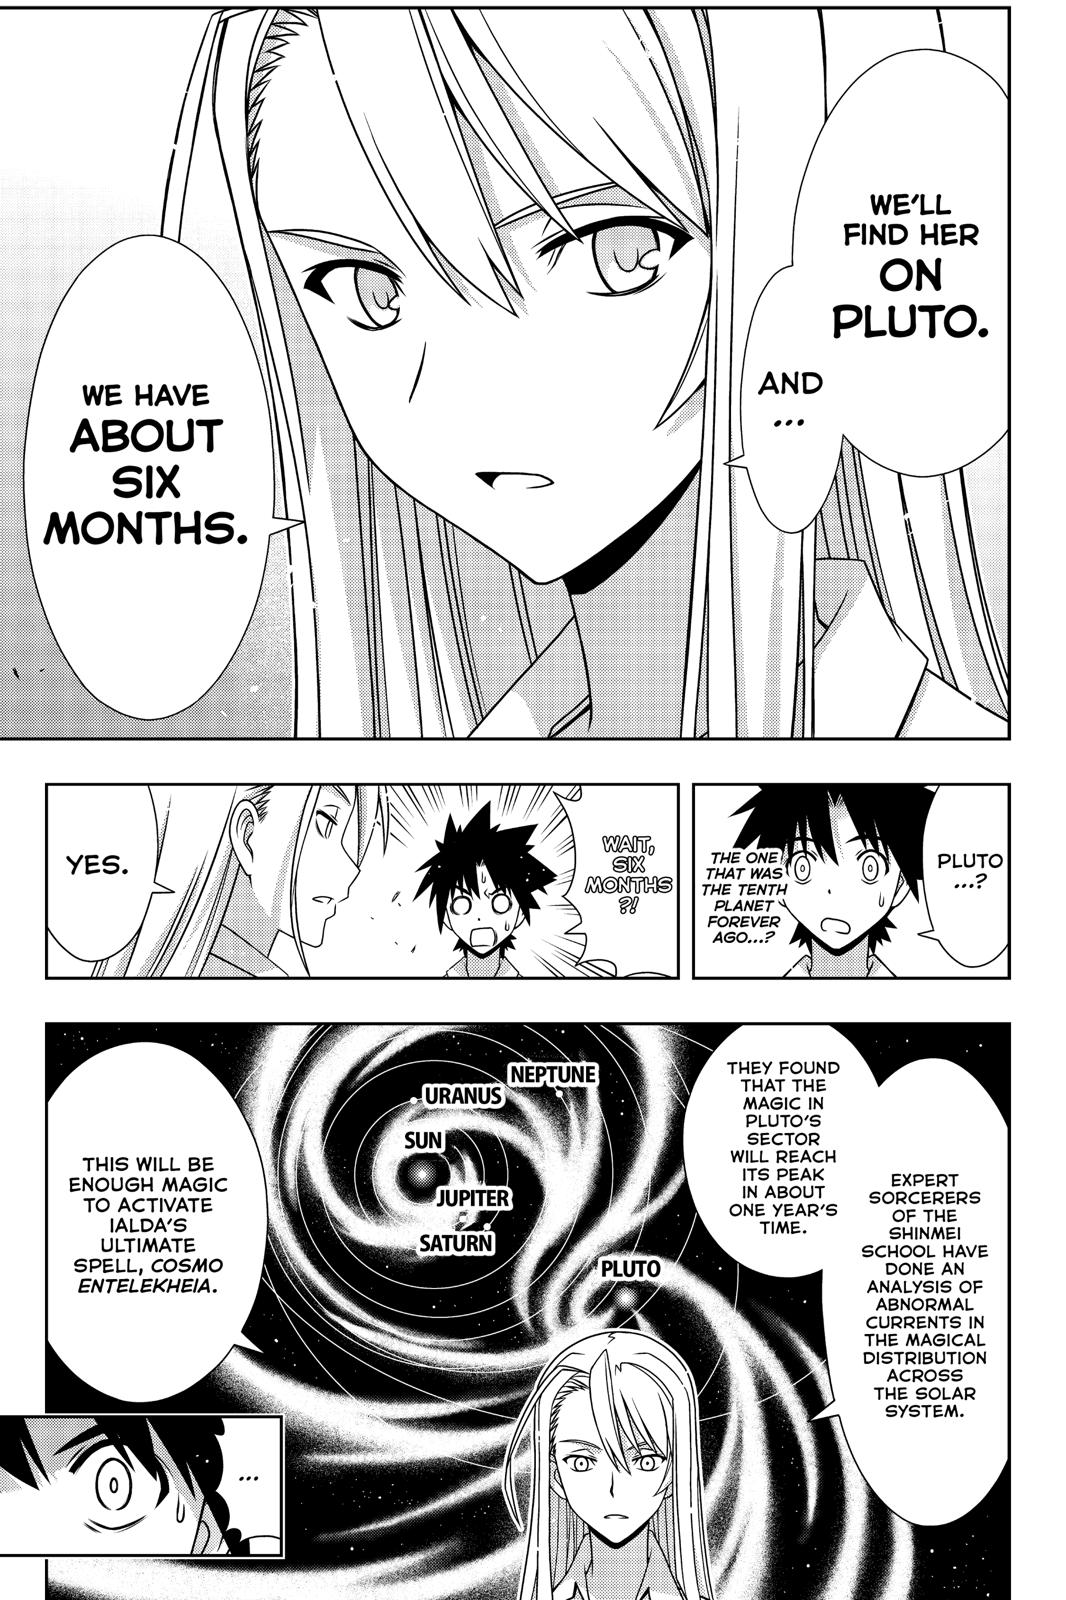 WE'LL
FIND HER
ON
PLUTO.
AND
...
WE HAVE
ABOUT
SIX
MONTHS.
PLUTO
...?
THE ONE
THAT WAS
THE TENTH
PLANET
FOREVER
AGO...?
WAIT,
SIX
MONTHS
?!
YES.
EXPERT
SORCERERS
OF THE
SHINMEI
SCHOOL HAVE
DONE AN
ANALYSIS OF
ABNORMAL
CURRENTS IN
THE MAGICAL
DISTRIBUTION
ACROSS
THE SOLAR
SYSTEM.
THEY FOUND
THAT THE
MAGIC IN
PLUTO'S
SECTOR
WILL REACH
ITS PEAK
IN ABOUT
ONE YEAR'S
TIME.
NEPTUNE
URANUS
SUN
JUPITER
SATURN
PLUTO
THIS WILL BE
ENOUGH MAGIC
TO ACTIVATE
IALDA'S
ULTIMATE
SPELL, COSMO
ENTELEKHEIA.
...